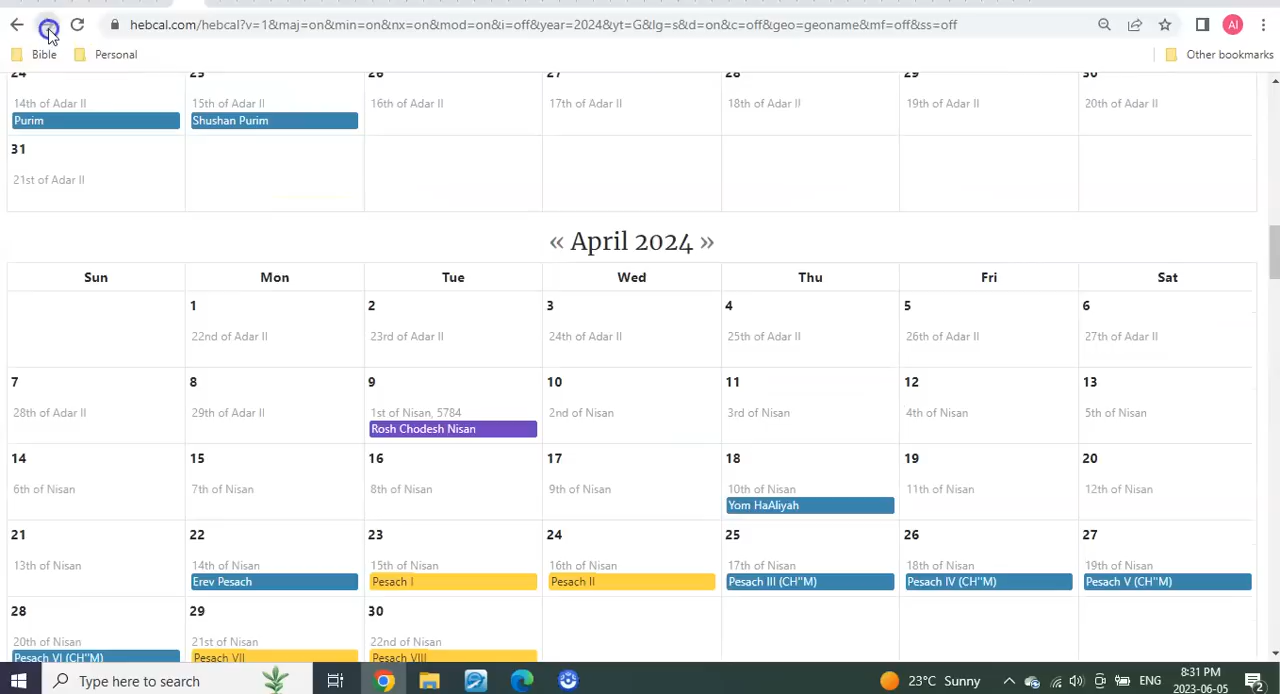 hebcal.com/hebcal?v=1&maj=on&min=on&nx=on&mod=on&i=off&year=2024&yt=G&lg=s&d=on&c=off&geo=geoname&mf=off&ss=off
AI
Bible Personal Other bookmarks
24 25 26 27 28 29 30
14th of Adar II 15th of Adar II 16th of Adar II 17th of Adar II 18th of Adar II 19th of Adar II 20th of Adar II
Purim Shushan Purim
31
21st of Adar II
« April 2024 »
Sun Mon Tue Wed Thu Fri Sat
1 2 3 4 5 6
22nd of Adar II 23rd of Adar II 24th of Adar II 25th of Adar II 26th of Adar II 27th of Adar II
7 8 9 10 11 12 13
28th of Adar II 29th of Adar II 1st of Nisan, 5784 2nd of Nisan 3rd of Nisan 4th of Nisan 5th of Nisan
Rosh Chodesh Nisan
14 15 16 17 18 19 20
6th of Nisan 7th of Nisan 8th of Nisan 9th of Nisan 10th of Nisan 11th of Nisan 12th of Nisan
Yom HaAliyah
21 22 23 24 25 26 27
13th of Nisan 14th of Nisan 15th of Nisan 16th of Nisan 17th of Nisan 18th of Nisan 19th of Nisan
Erev Pesach Pesach I Pesach II Pesach III (CH"M) Pesach IV (CH"M) Pesach V (CH"M)
28 29 30
20th of Nisan 21st of Nisan 22nd of Nisan
Pesach VI (CH"M) Pesach VII Pesach VIII
Type here to search 23°C Sunny ENG 8:31 PM
2023-06-05 2